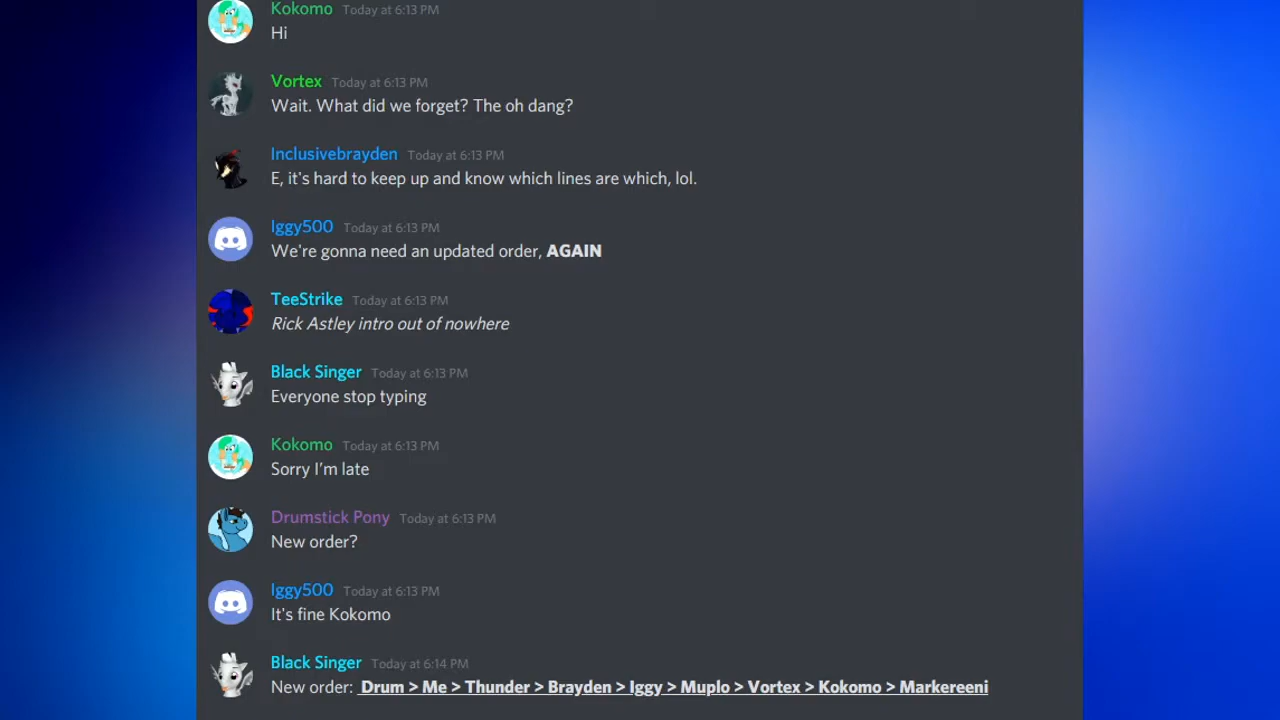 Kokomo Today at 6:13 PM
Hi
Vortex Today at 6:13 PM
Wait. What did we forget? The oh dang?
Inclusivebrayden Today at 6:13 PM
E, it's hard to keep up and know which lines are which, lol.
Iggy500 Today at 6:13 PM
We're gonna need an updated order, AGAIN
TeeStrike Today at 6:13 PM
Rick Astley intro out of nowhere
Black Singer Today at 6:13 PM
Everyone stop typing
Kokomo Today at 6:13 PM
Sorry I'm late
Drumstick Pony Today at 6:13 PM
New order?
Iggy500 Today at 6:13 PM
It's fine Kokomo
Black Singer Today at 6:14 PM
New order: Drum > Me > Thunder > Brayden > Iggy > Muplo > Vortex > Kokomo > Markereeni